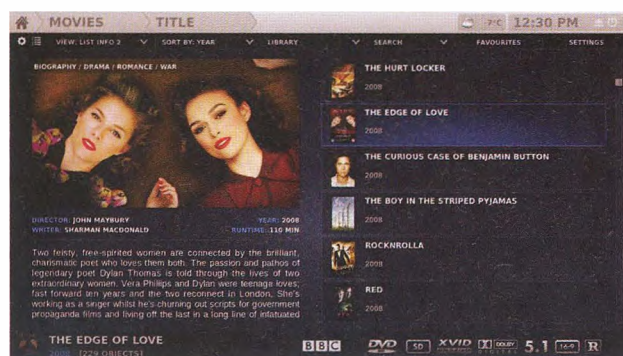 MOVIES TITLE -7°C 12:30 PM
VIEW: LIST INFO 2 SORT BY: YEAR LIBRARY SEARCH FAVOURITES SETTINGS
BIOGRAPHY / DRAMA / ROMANCE / WAR
DIRECTOR: JOHN MAYBURY YEAR: 2008
WRITER: SHARMAN MACDONALD RUNTIME: 110 MIN
Two feisty, free-spirited women are connected by the brilliant,
charismatic poet who loves them both. The passion and pathos of
legendary poet Dylan Thomas is told through the lives of two
extraordinary women. Vera Phillips and Dylan were teenage loves;
fast forward ten years and the two reconnect in London. She's
working as a singer whilst he's churning out scripts for government
propaganda films and living off the last in a long line of infatuated
THE HURT LOCKER
2008
THE EDGE OF LOVE
2008
THE CURIOUS CASE OF BENJAMIN BUTTON
2008
THE BOY IN THE STRIPED PYJAMAS
2008
ROCKNROLLA
2008
RED
2008
THE EDGE OF LOVE
2008 [229 OBJECTS]
BBC DVD SD XVID DOLBY DIGITAL 5.1 16:9 R